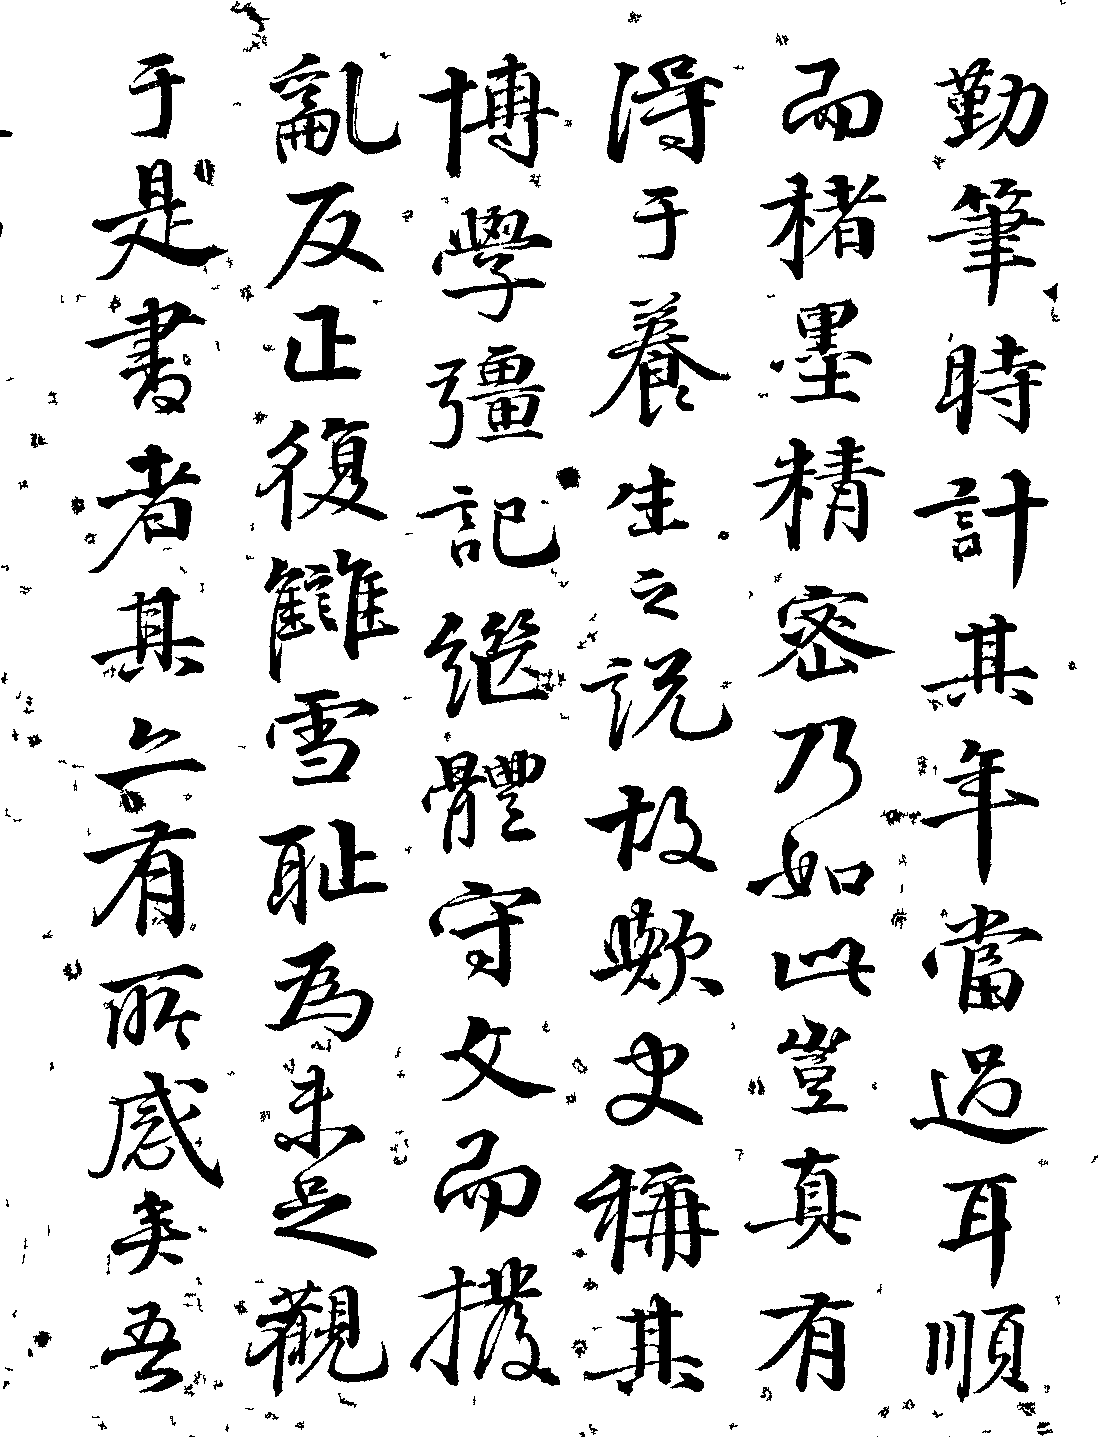 勤筆時計其年當過耳順
而楮墨精密乃如此豈真有
得于養生之說故歟史稱其
博學彊記繼體守文而撥
亂反正復讎雪恥為未足觀
于是書者其亦有所感矣吾